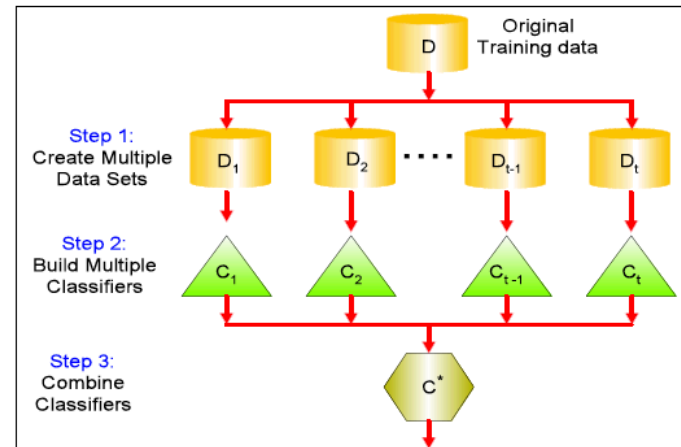 D
Original
Training data
Step 1:
Create Multiple
Data Sets
D1 D2 .... Dt-1 Dt
Step 2:
Build Multiple
Classifiers
C1 C2 Ct-1 Ct
Step 3:
Combine
Classifiers
C*